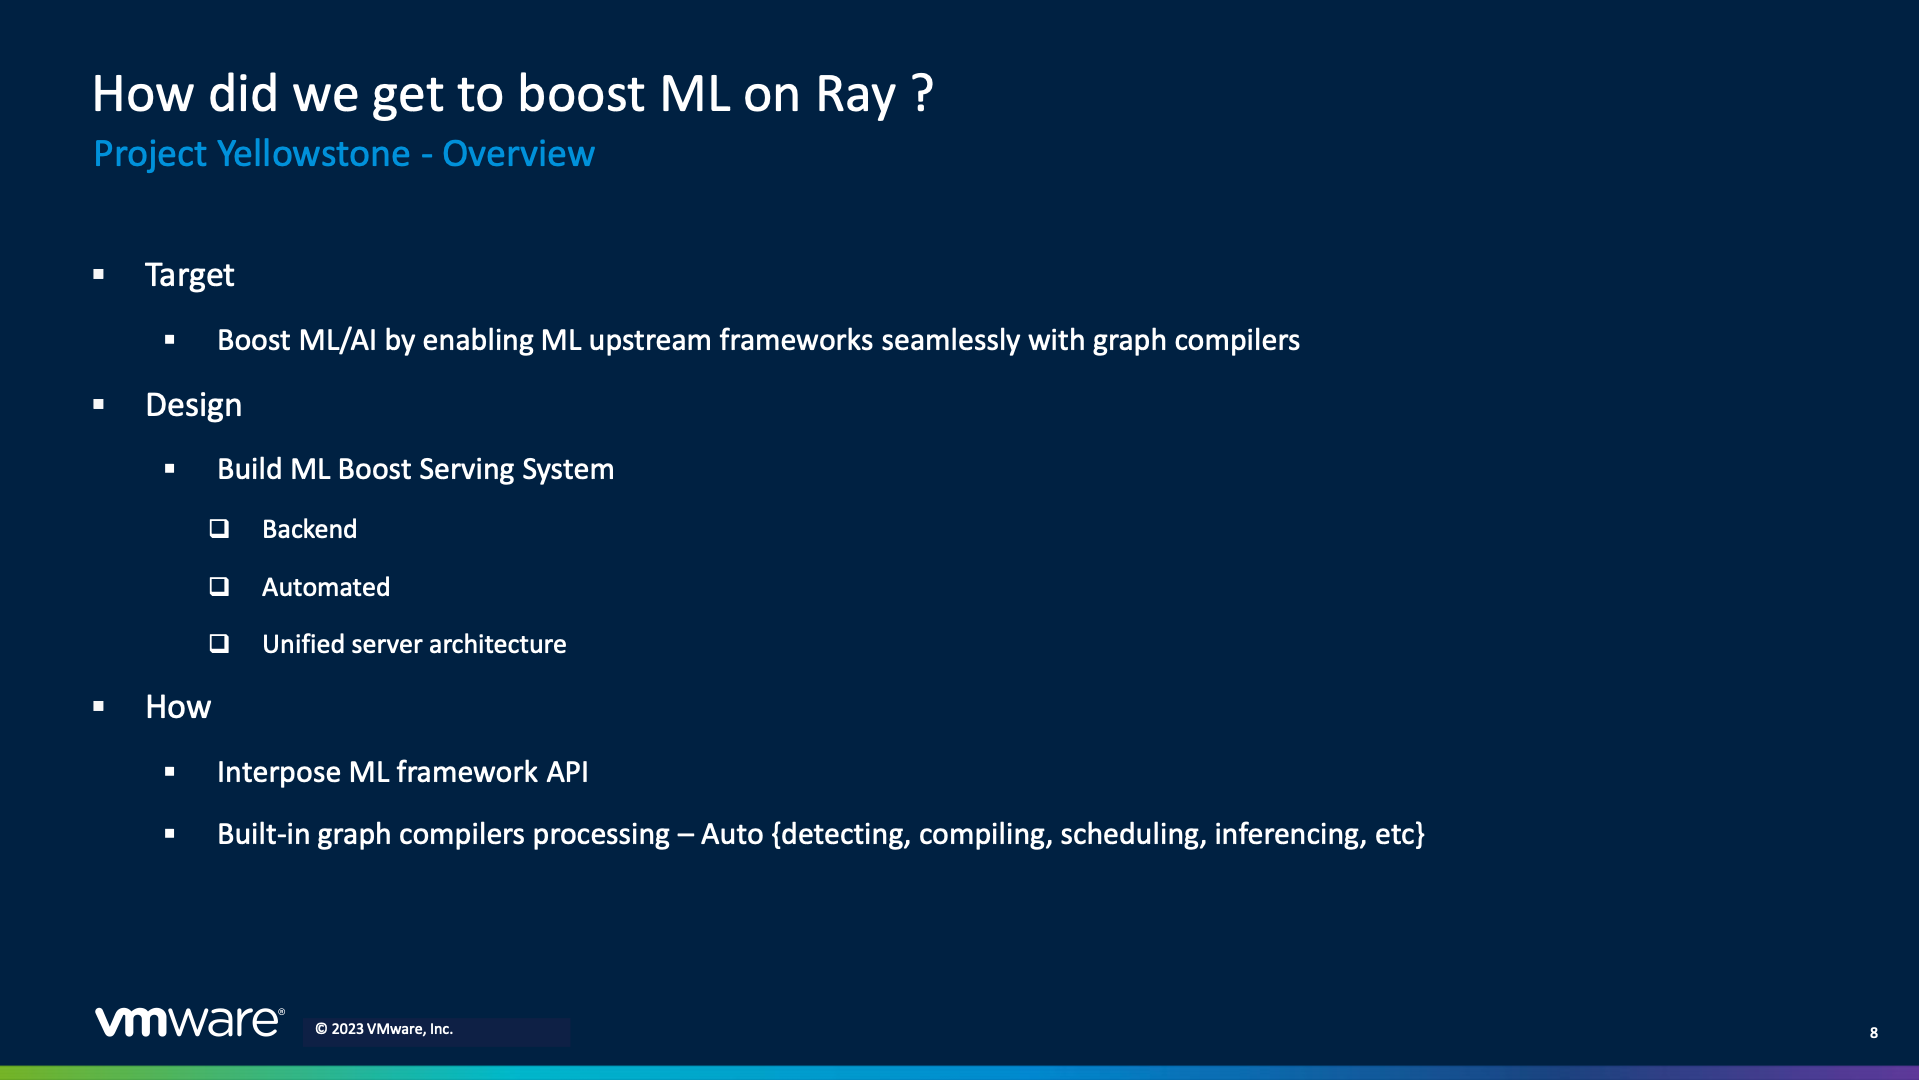 How did we get to boost ML on Ray ?
Project Yellowstone - Overview
▪ Target
▪ Boost ML/AI by enabling ML upstream frameworks seamlessly with graph compilers
▪ Design
▪ Build ML Boost Serving System
❑ Backend
❑ Automated
❑ Unified server architecture
▪ How
▪ Interpose ML framework API
▪ Built-in graph compilers processing – Auto {detecting, compiling, scheduling, inferencing, etc}
vmware®
© 2023 VMware, Inc.
8